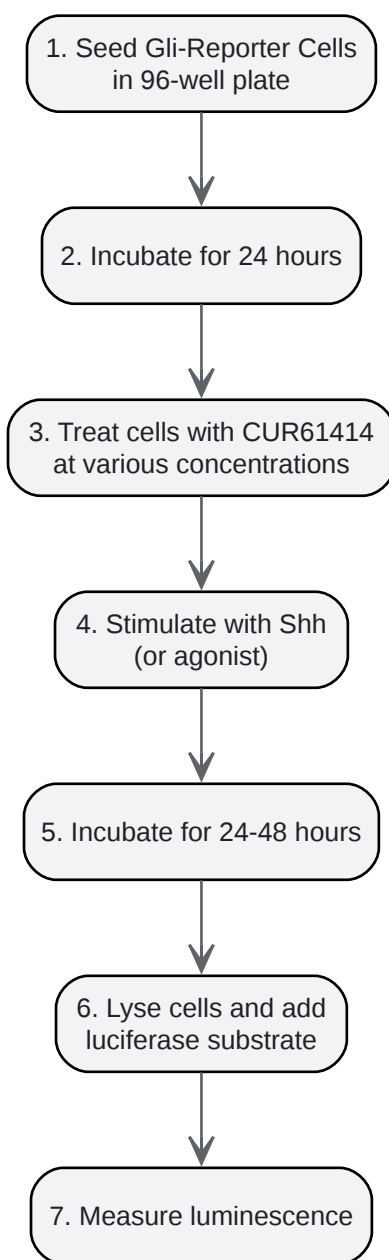 1. Seed Gli-Reporter Cells
in 96-well plate
2. Incubate for 24 hours
3. Treat cells with CUR61414
at various concentrations
4. Stimulate with Shh
(or agonist)
5. Incubate for 24-48 hours
6. Lyse cells and add
luciferase substrate
7. Measure luminescence